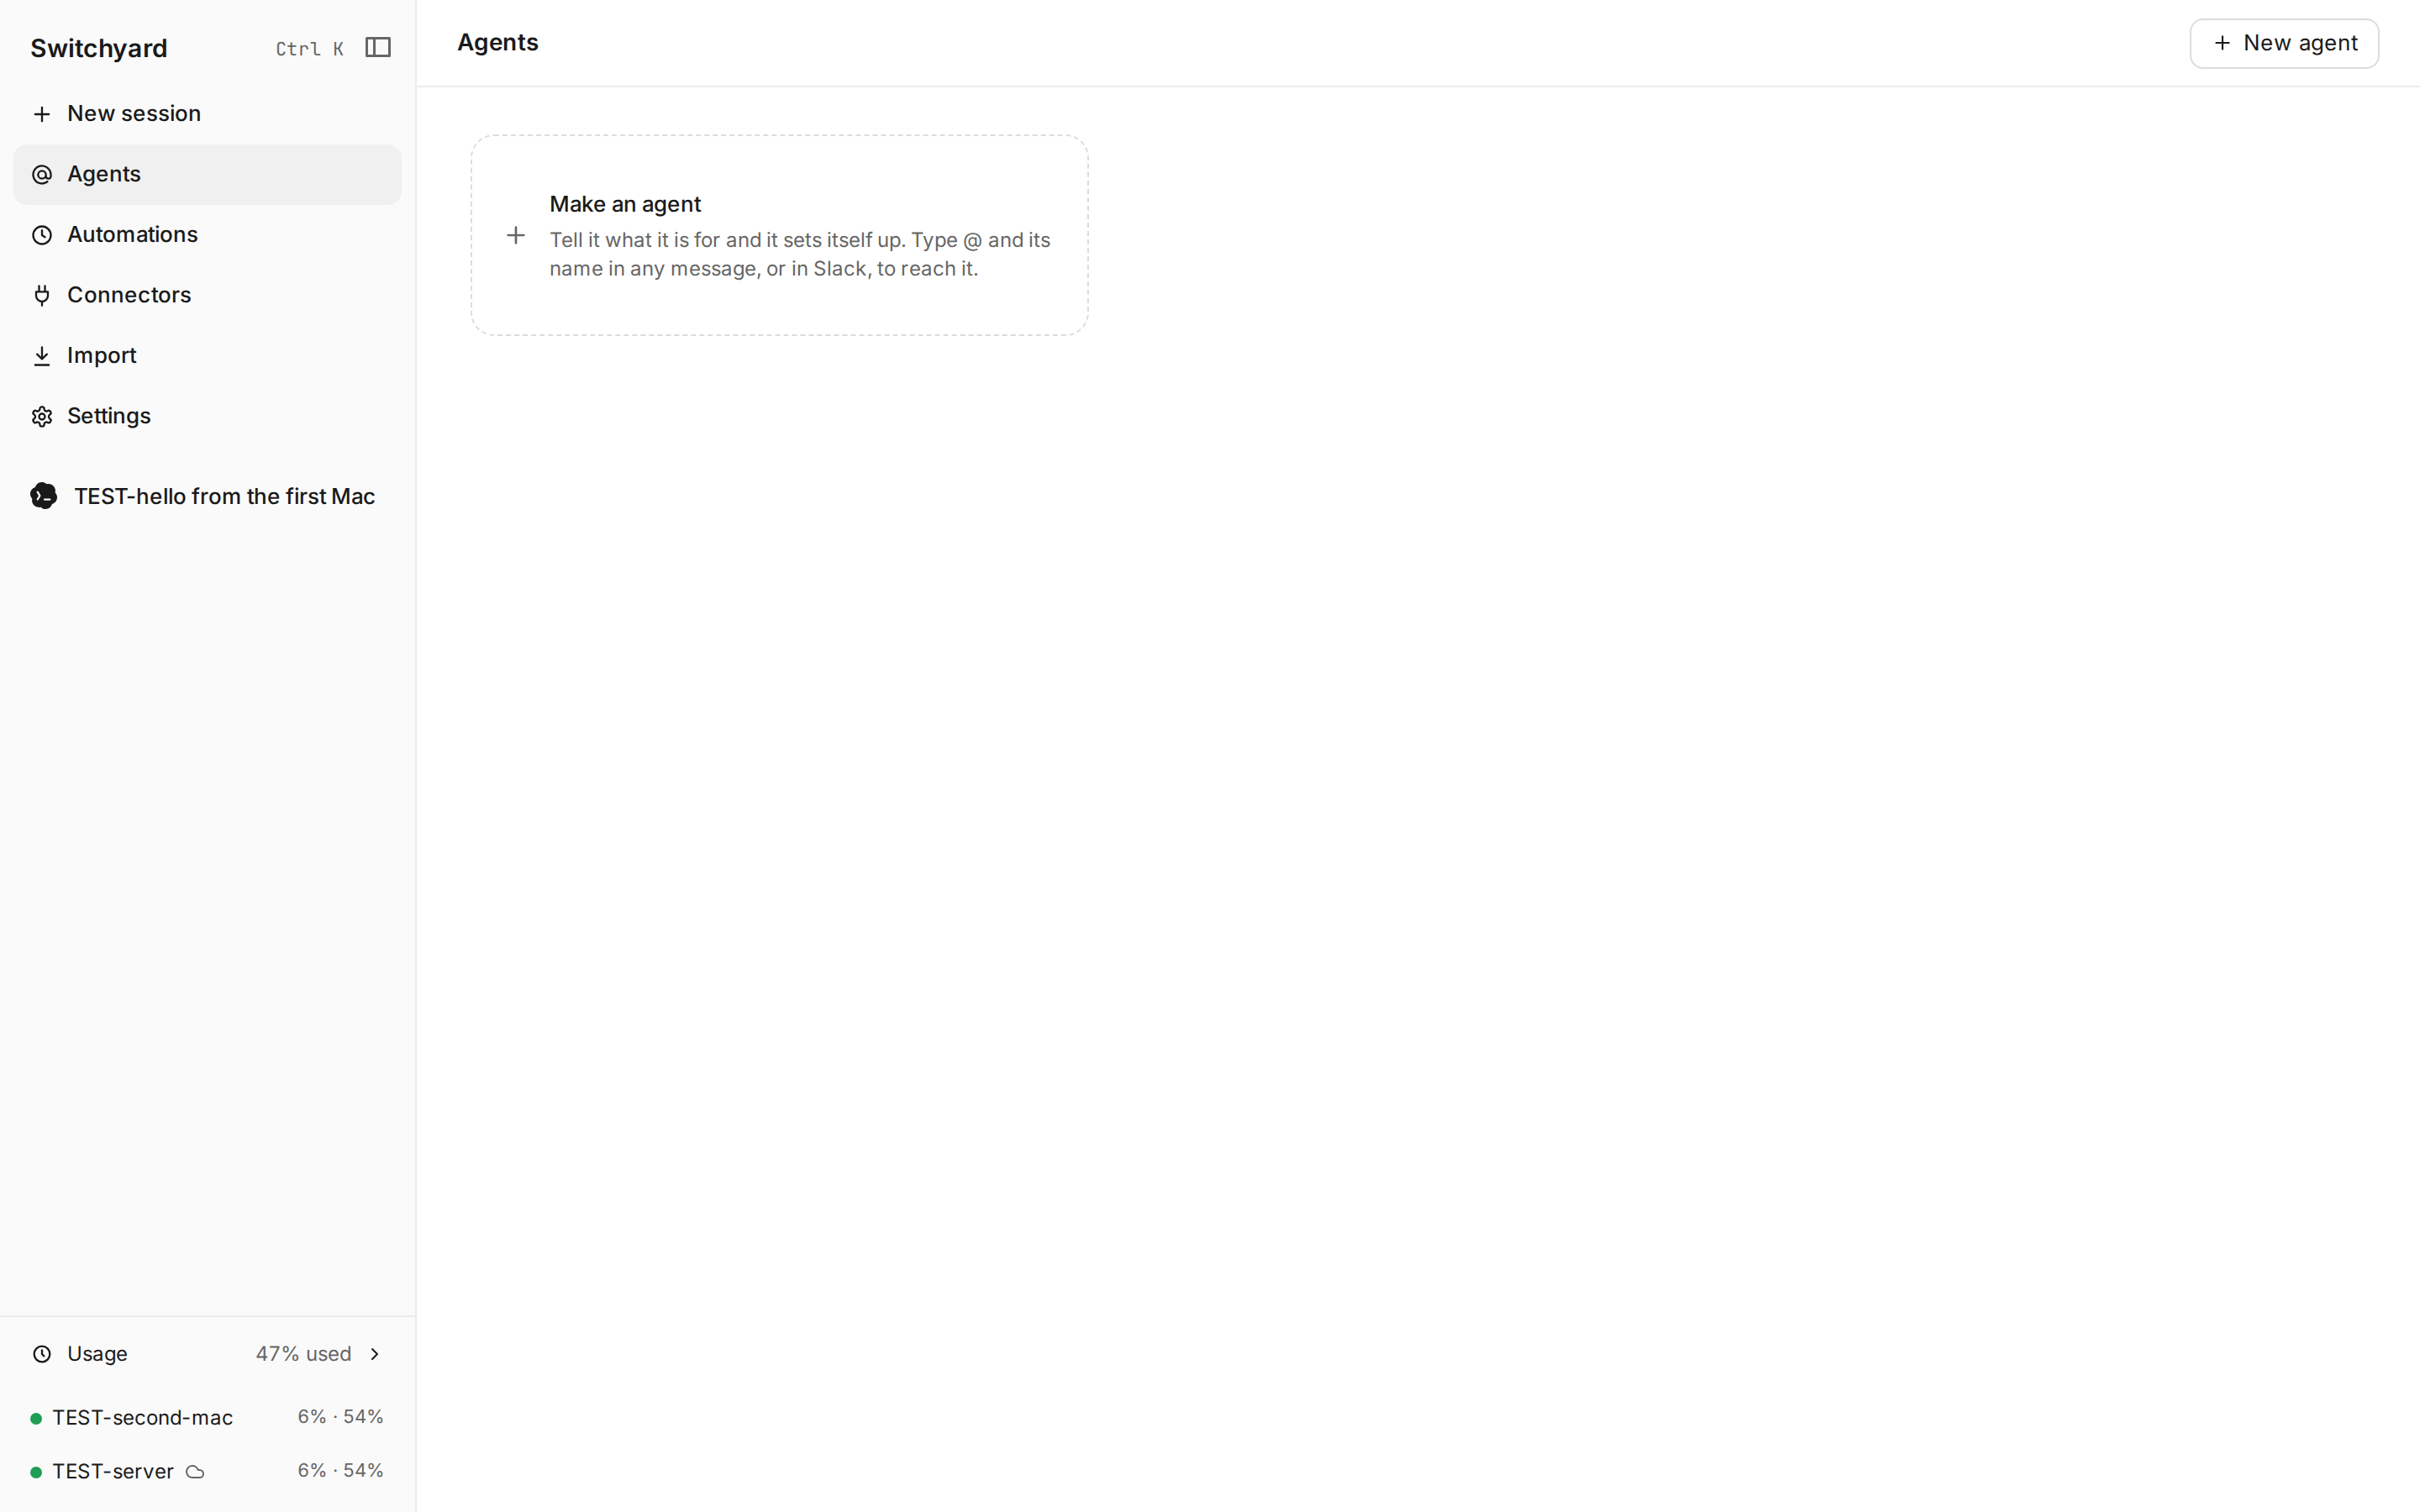 Switchyard
Ctrl K
New session
Agents
Automations
Connectors
Import
Settings
TEST-hello from the first Mac
Usage
47% used
TEST-second-mac
6% · 54%
TEST-server
6% · 54%
Agents
New agent
Make an agent
Tell it what it is for and it sets itself up. Type @ and its
name in any message, or in Slack, to reach it.